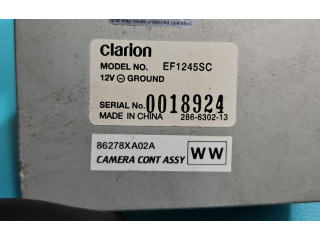 clarion
MODEL NO. EF1245SC
12V ⊖ GROUND
SERIAL No. 0018924
MADE IN CHINA 286-6302-13
86278XA02A
CAMERA CONT ASSY WW